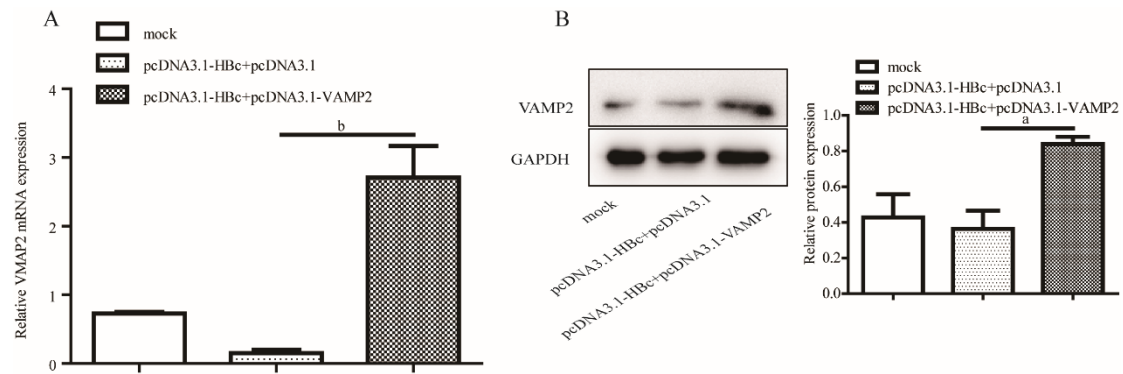 A
mock
pcDNA3.1-HBc+pcDNA3.1
pcDNA3.1-HBc+pcDNA3.1-VAMP2
Relative VMAP2 mRNA expression
4
3
2
1
0
b
B
VAMP2
GAPDH
mock
pcDNA3.1-HBc+pcDNA3.1
pcDNA3.1-HBc+pcDNA3.1-VAMP2
mock
pcDNA3.1-HBc+pcDNA3.1
pcDNA3.1-HBc+pcDNA3.1-VAMP2
Relative protein expression
1.0
0.8
0.6
0.4
0.2
0.0
a